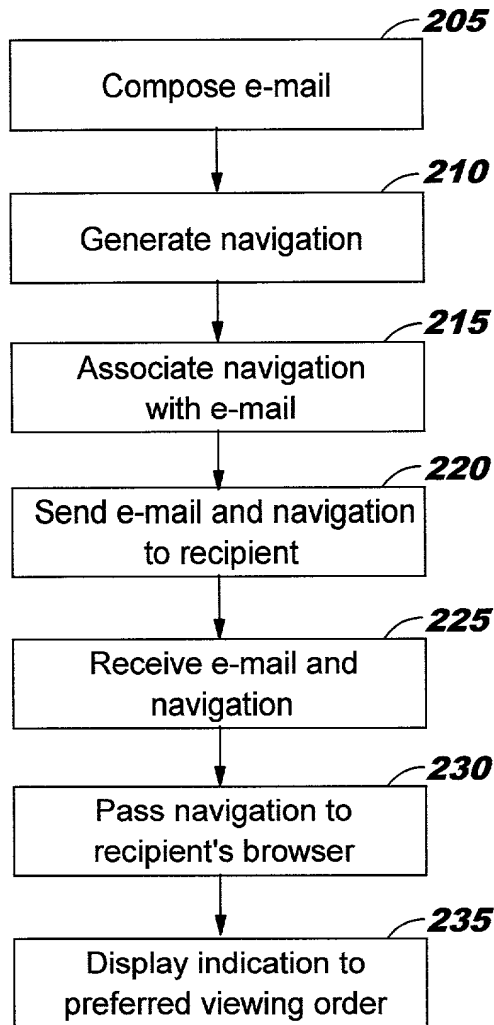 205
Compose e-mail
210
Generate navigation
215
Associate navigation
with e-mail
220
Send e-mail and navigation
to recipient
225
Receive e-mail and
navigation
230
Pass navigation to
recipient's browser
235
Display indication to
preferred viewing order